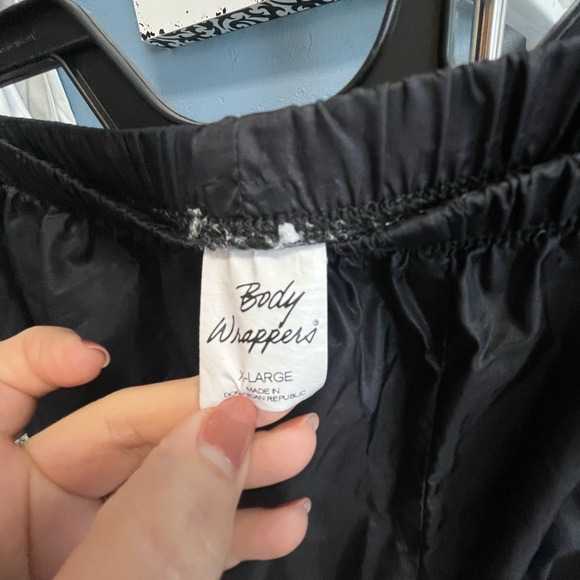 Body
Wrappers®
X-LARGE
MADE IN
DOMINICAN REPUBLIC